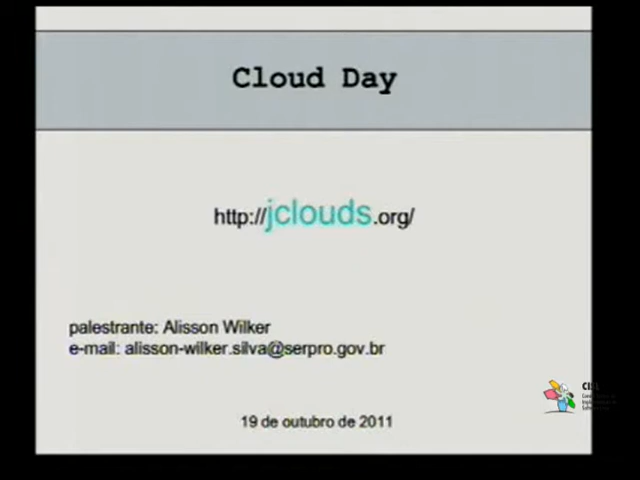 Cloud Day
http://jclouds.org/
palestrante: Alisson Wilker
e-mail: alisson-wilker.silva@serpro.gov.br
19 de outubro de 2011